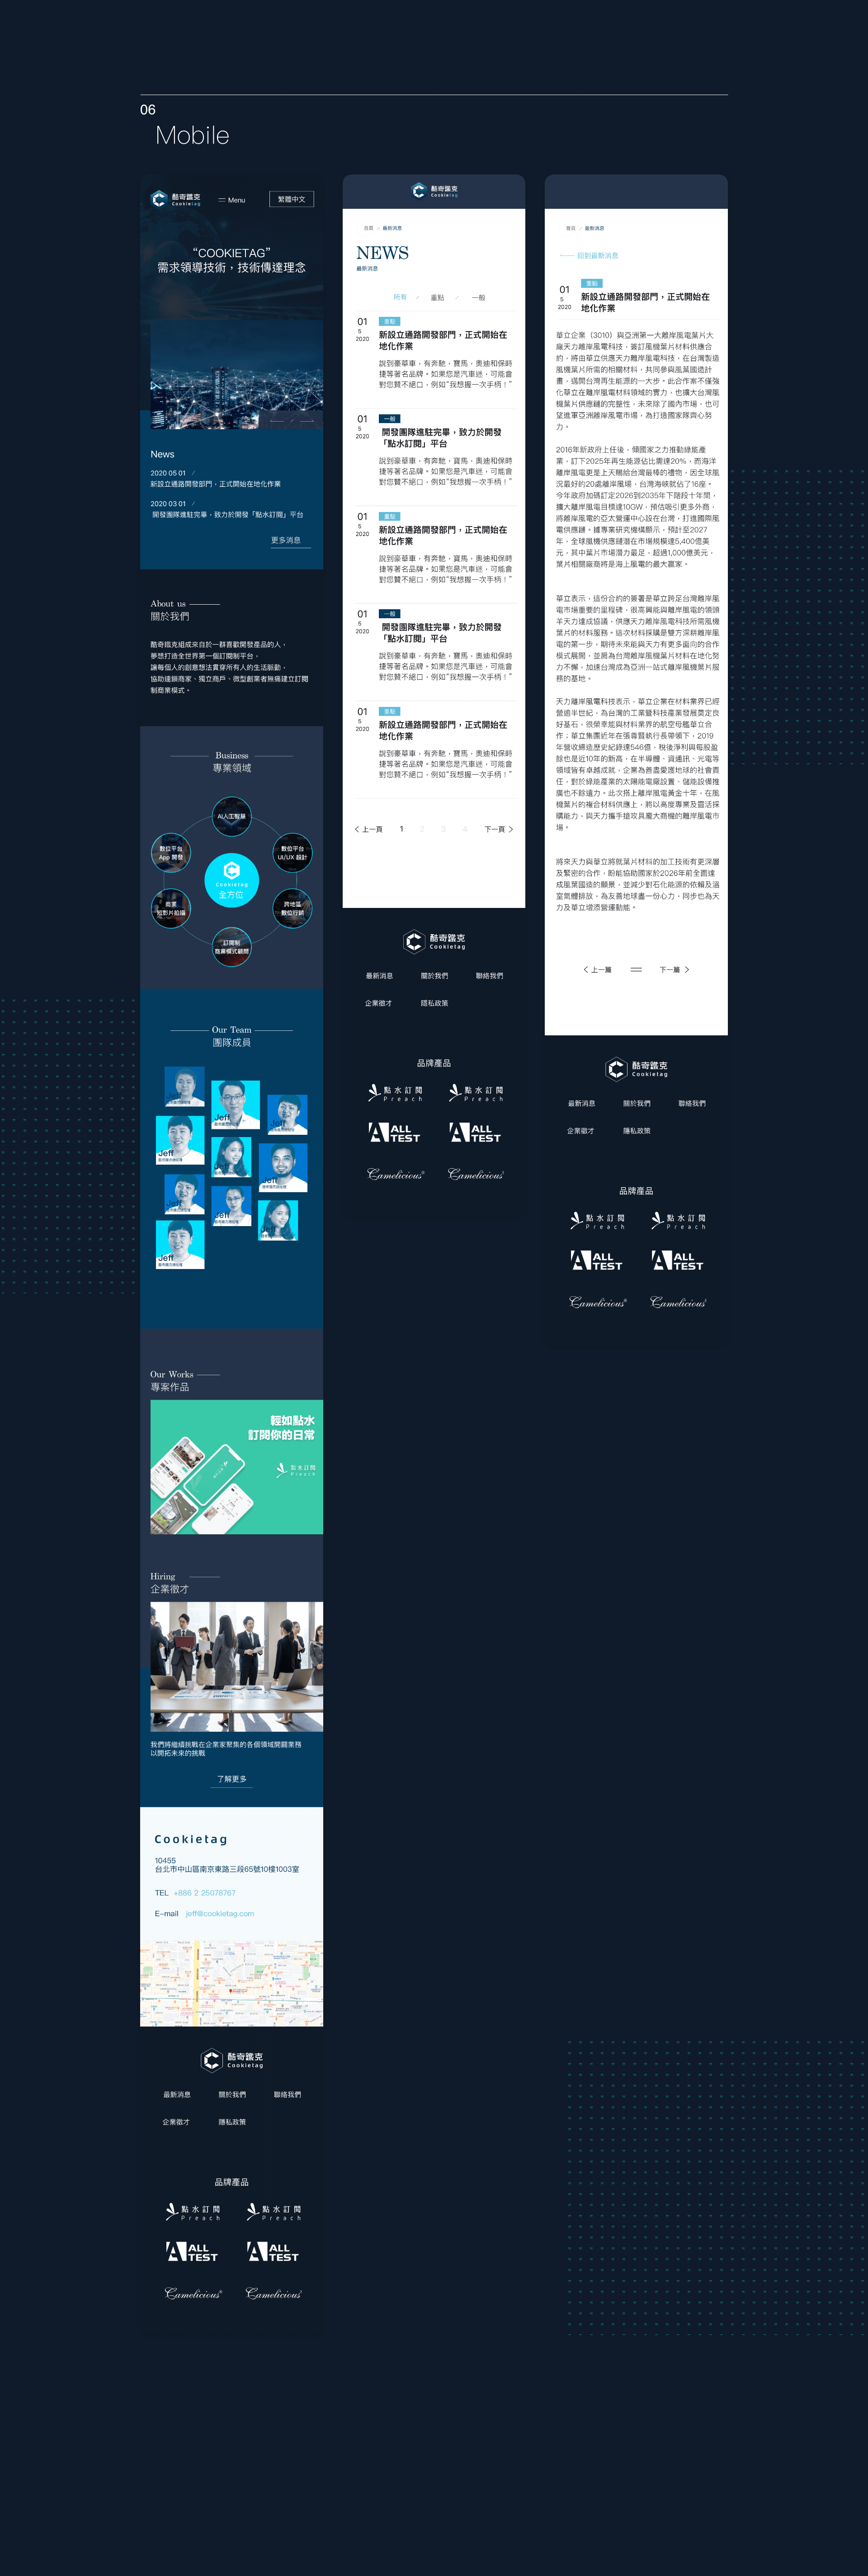 06
Mobile
酷奇鐵克
Cookietag
Menu
繁體中文
“COOKIETAG”
需求領導技術，技術傳達理念
News
2020 05 01
新設立通路開發部門，正式開始在地化作業
2020 03 01
開發團隊進駐完畢，致力於開發「點水訂閱」平台
更多消息
About us
關於我們
酷奇鐵克組成來自於一群喜歡開發產品的人，
夢想打造全世界第一個訂閱制平台，
讓每個人的創意想法貫穿所有人的生活脈動，
協助連鎖商家、獨立商戶、微型創業者無痛建立訂閱
制商業模式。
Business
專業領域
AI人工智慧
數位平台
App 開發
數位平台
UI/UX 設計
Cookietag
全方位
商業
短影片拍攝
跨地區
數位行銷
訂閱制
商業模式顧問
Our Team
團隊成員
Jeff
Jeff
Jeff
Jeff
Jeff
Jeff
Our Works
專案作品
輕如點水
訂閱你的日常
點水訂閱
Preach
Hiring
企業徵才
我們將繼續挑戰在企業家聚集的各個領域開闢業務
以開拓未來的挑戰
了解更多
Cookietag
10455
台北市中山區南京東路三段65號10樓1003室
TEL +886 2 25078767
E-mail jeff@cookietag.com
酷奇鐵克
Cookietag
最新消息 關於我們 聯絡我們
企業徵才 隱私政策
品牌產品
點水訂閱 點水訂閱
Preach Preach
ALL TEST ALL TEST
Camelicious® Camelicious
酷奇鐵克
Cookietag
首頁 / 最新消息
NEWS
最新消息
所有 / 重點 / 一般
01
5
2020
重點
新設立通路開發部門，正式開始在
地化作業
說到豪華車，有奔馳，寶馬，奧迪和保時
捷等著名品牌。如果您是汽車迷，可能會
對您贊不絕口，例如“我想握一次手柄！”
01
5
2020
一般
開發團隊進駐完畢，致力於開發
「點水訂閱」平台
說到豪華車，有奔馳，寶馬，奧迪和保時
捷等著名品牌。如果您是汽車迷，可能會
對您贊不絕口，例如“我想握一次手柄！”
01
5
2020
重點
新設立通路開發部門，正式開始在
地化作業
說到豪華車，有奔馳，寶馬，奧迪和保時
捷等著名品牌。如果您是汽車迷，可能會
對您贊不絕口，例如“我想握一次手柄！”
01
5
2020
一般
開發團隊進駐完畢，致力於開發
「點水訂閱」平台
說到豪華車，有奔馳，寶馬，奧迪和保時
捷等著名品牌。如果您是汽車迷，可能會
對您贊不絕口，例如“我想握一次手柄！”
01
5
2020
重點
新設立通路開發部門，正式開始在
地化作業
說到豪華車，有奔馳，寶馬，奧迪和保時
捷等著名品牌。如果您是汽車迷，可能會
對您贊不絕口，例如“我想握一次手柄！”
上一頁 1 2 3 4 下一頁
酷奇鐵克
Cookietag
最新消息 關於我們 聯絡我們
企業徵才 隱私政策
品牌產品
點水訂閱 點水訂閱
Preach Preach
ALL TEST ALL TEST
Camelicious® Camelicious
首頁 / 最新消息
回到最新消息
01
5
2020
重點
新設立通路開發部門，正式開始在
地化作業
華立企業（3010）與亞洲第一大離岸風電葉片大
廠天力離岸風電科技，簽訂風機葉片材料供應合
約，將由華立供應天力離岸風電科技，在台灣製造
風機葉片所需的相關材料，共同參與風葉國造計
畫，邁開台灣再生能源的一大步。此合作案不僅強
化華立在離岸風電材料領域的實力，也擴大台灣風
機葉片供應鏈的完整性，未來除了國內市場，也可
望進軍亞洲離岸風電市場，為打造國家隊齊心努
力。
2016年新政府上任後，傾國家之力推動綠能產
業，訂下2025年再生能源佔比需達20%，而海洋
離岸風電更是上天賜給台灣最棒的禮物，因全球風
況最好的20處離岸風場，台灣海峽就佔了16座。
今年政府加碼訂定2026到2035年下階段十年間，
擴大離岸風電目標達10GW，預估吸引更多外商，
將離岸風電的亞太營運中心設在台灣，打進國際風
電供應鏈。據專業研究機構顯示，預計至2027
年，全球風機供應鏈潛在市場規模達5,400億美
元，其中葉片市場潛力最足，超過1,000億美元，
葉片相關廠商將是海上風電的最大贏家。
華立表示，這份合約的簽署是華立跨足台灣離岸風
電市場重要的里程碑，很高興能與離岸風電的領頭
羊天力達成協議，供應天力離岸風電科技所需風機
葉片的材料服務。這次材料採購是雙方深耕離岸風
電的第一步，期待未來能與天力有更多面向的合作
模式展開，並願為台灣離岸風機葉片材料在地化努
力不懈，加速台灣成為亞洲一站式離岸風機葉片服
務的基地。
天力離岸風電科技表示，華立企業在材料業界已經
營逾半世紀，為台灣的工業暨科技產業發展奠定良
好基石，很榮幸能與材料業界的航空母艦華立合
作；華立集團近年在張尊賢執行長帶領下，2019
年營收締造歷史紀錄達546億，稅後淨利與每股盈
餘也是近10年的新高，在半導體、資通訊、光電等
領域皆有卓越成就，企業為善盡愛護地球的社會責
任，對於綠能產業的太陽能電廠設置、儲能設備推
廣也不餘遺力。此次搭上離岸風電黃金十年，在風
機葉片的複合材料供應上，將以高度專業及靈活採
購能力，與天力攜手搶攻具龐大商機的離岸風電市
場。
將來天力與華立將就葉片材料的加工技術有更深層
及緊密的合作，盼能協助國家於2026年前全面達
成風葉國造的願景，並減少對石化能源的依賴及溫
室氣體排放，為友善地球盡一份心力，同步也為天
力及華立增添營運動能。
上一篇 下一篇
酷奇鐵克
Cookietag
最新消息 關於我們 聯絡我們
企業徵才 隱私政策
品牌產品
點水訂閱 點水訂閱
Preach Preach
ALL TEST ALL TEST
Camelicious® Camelicious